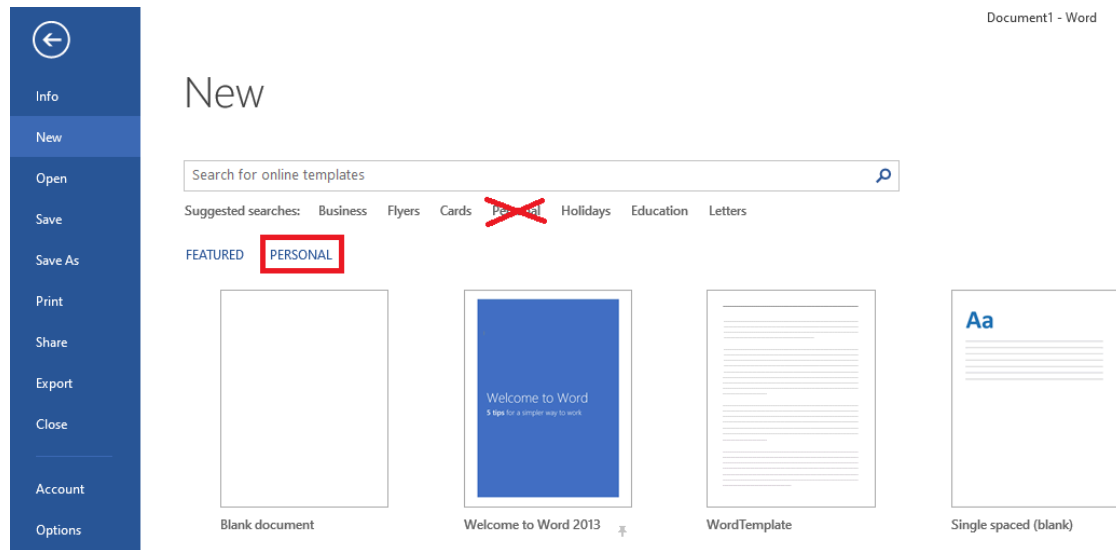 Document1 - Word
Info
New
Open
Save
Save As
Print
Share
Export
Close
Account
Options
New
Search for online templates
Suggested searches: Business Flyers Cards Personal Holidays Education Letters
FEATURED PERSONAL
Welcome to Word
5 tips for a simpler way to work
Aa
Blank document
Welcome to Word 2013
WordTemplate
Single spaced (blank)